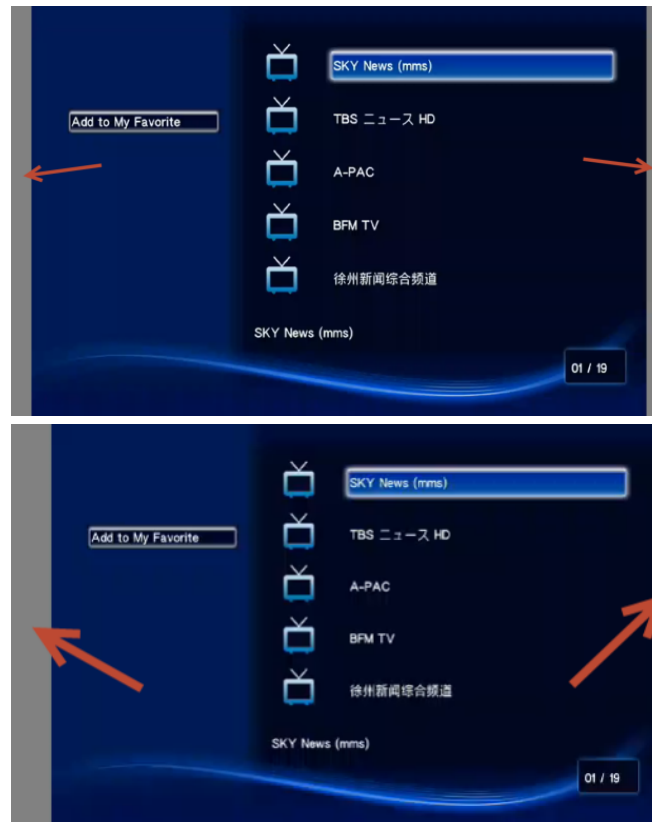 SKY News (mms)
Add to My Favorite
TBS ニュース HD
A-PAC
BFM TV
徐州新闻综合频道
SKY News (mms)
01 / 19
SKY News (mms)
Add to My Favorite
TBS ニュース HD
A-PAC
BFM TV
徐州新闻综合频道
SKY News (mms)
01 / 19